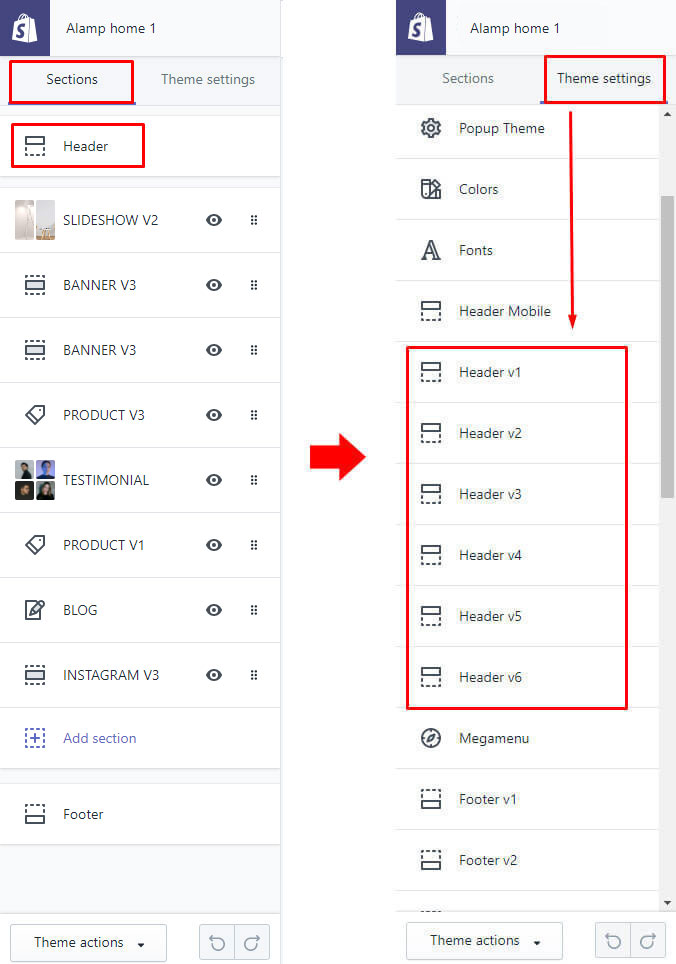 Alamp home 1
Sections
Theme settings
Header
SLIDESHOW V2
BANNER V3
BANNER V3
PRODUCT V3
TESTIMONIAL
PRODUCT V1
BLOG
INSTAGRAM V3
Add section
Footer
Theme actions
Alamp home 1
Sections
Theme settings
Popup Theme
Colors
Fonts
Header Mobile
Header v1
Header v2
Header v3
Header v4
Header v5
Header v6
Megamenu
Footer v1
Footer v2
Theme actions